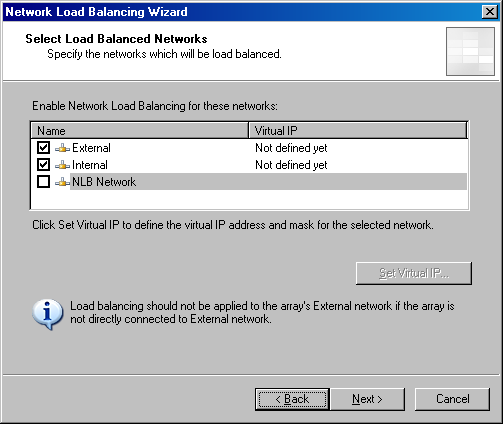 Network Load Balancing Wizard
Select Load Balanced Networks
Specify the networks which will be load balanced.
Enable Network Load Balancing for these networks:
Name Virtual IP
External Not defined yet
Internal Not defined yet
NLB Network
Click Set Virtual IP to define the virtual IP address and mask for the selected network.
Set Virtual IP...
Load balancing should not be applied to the array's External network if the array is
not directly connected to External network.
< Back Next > Cancel